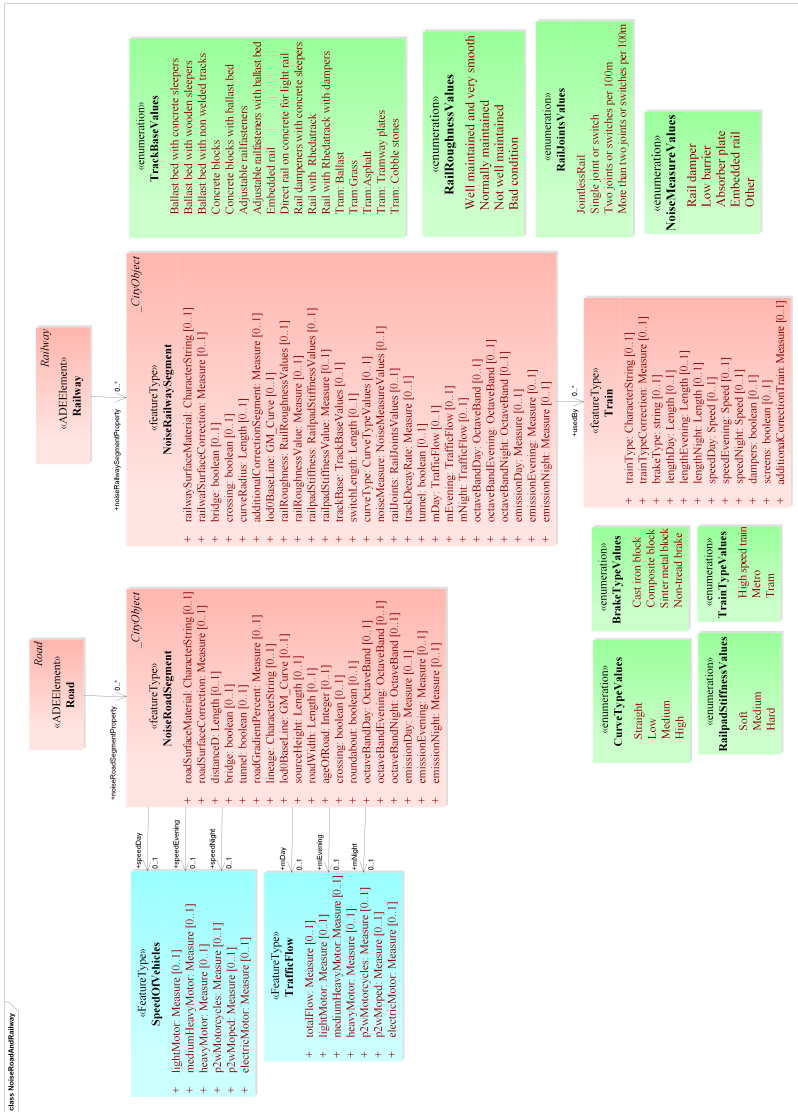 class NoiseRoadAndRailway
Road
«ADEElement»
Road
+noiseRoadSegmentProperty
0..*
Railway
«ADEElement»
Railway
+noiseRailwaySegmentProperty
0..*
«FeatureType»
SpeedOfVehicles
+ lightMotor: Measure [0..1]
+ mediumHeavyMotor: Measure [0..1]
+ heavyMotor: Measure [0..1]
+ p2wMotorcycles: Measure [0..1]
+ p2wMoped: Measure [0..1]
+ electricMotor: Measure [0..1]
+speedDay
0..1
+speedEvening
0..1
+speedNight
0..1
«FeatureType»
TrafficFlow
+ totalFlow: Measure [0..1]
+ lightMotor: Measure [0..1]
+ mediumHeavyMotor: Measure [0..1]
+ heavyMotor: Measure [0..1]
+ p2wMotorcycles: Measure [0..1]
+ p2wMoped: Measure [0..1]
+ electricMotor: Measure [0..1]
+mDay
0..1
+mEvening
0..1
+mNight
0..1
_CityObject
«featureType»
NoiseRoadSegment
+ roadSurfaceMaterial: CharacterString [0..1]
+ roadSurfaceCorrection: Measure [0..1]
+ distanceD: Length [0..1]
+ bridge: boolean [0..1]
+ tunnel: boolean [0..1]
+ roadGradientPercent: Measure [0..1]
+ lineage: CharacterString [0..1]
+ lod0BaseLine: GM_Curve [0..1]
+ sourceHeight: Length [0..1]
+ roadWidth: Length [0..1]
+ ageOfRoad: Integer [0..1]
+ crossing: boolean [0..1]
+ roundabout: boolean [0..1]
+ octaveBandDay: OctaveBand [0..1]
+ octaveBandEvening: OctaveBand [0..1]
+ octaveBandNight: OctaveBand [0..1]
+ emissionDay: Measure [0..1]
+ emissionEvening: Measure [0..1]
+ emissionNight: Measure [0..1]
_CityObject
«featureType»
NoiseRailwaySegment
+ railwaySurfaceMaterial: CharacterString [0..1]
+ railwafSurfaceCorrection: Measure [0..1]
+ bridge: boolean [0..1]
+ crossing: boolean [0..1]
+ curveRadius: Length [0..1]
+ additionalCorrectionSegment: Measure [0..1]
+ lod0BaseLine: GM_Curve [0..1]
+ railRoughness: RailRoughnessValues [0..1]
+ railRoughnessValue: Measure [0..1]
+ railpadStiffness: RailpadStiffnessValues [0..1]
+ railpadStiffnessValue: Measure [0..1]
+ trackBase: TrackBaseValues [0..1]
+ switchLength: Length [0..1]
+ curveType: CurveTypeValues [0..1]
+ noiseMeasure: NoiseMeasureValues [0..1]
+ railJoints: RailJointsValues [0..1]
+ trackDecayRate: Measure [0..1]
+ tunnel: boolean [0..1]
+ mDay: TrafficFlow [0..1]
+ mEvening: TrafficFlow [0..1]
+ mNight: TrafficFlow [0..1]
+ octaveBandDay: OctaveBand [0..1]
+ octaveBandEvening: OctaveBand [0..1]
+ octaveBandNight: OctaveBand [0..1]
+ emissionDay: Measure [0..1]
+ emissionEvening: Measure [0..1]
+ emissionNight: Measure [0..1]
«enumeration»
TrackBaseValues
Ballast bed with concrete sleepers
Ballast bed with wooden sleepers
Ballast bed with non welded tracks
Concrete blocks
Concrete blocks with ballast bed
Adjustable railfasteners
Adjustable railfasteners with ballast bed
Embedded rail
Direct rail on concrete for light rail
Rail dampeners with concrete sleepers
Rail with Rhedatrack
Rail with Rhedatrack with dampers
Tram: Ballast
Tram Grass
Tram: Asphalt
Tram: Tramway plates
Tram: Cobble stones
«enumeration»
RailRoughnessValues
Well maintained and very smooth
Normally maintained
Not well maintained
Bad condition
«enumeration»
RailJointsValues
JointlessRail
Single joint or switch
Two joints or switches per 100m
More than two joints or switches per 100m
«enumeration»
NoiseMeasureValues
Rail damper
Low barrier
Absorber plate
Embedded rail
Other
+usedBy
0..*
«featureType»
Train
+ trainType: CharacterString [0..1]
+ trainTypeCorrection: Measure [0..1]
+ brakeType: string [0..1]
+ lengthDay: Length [0..1]
+ lengthEvening: Length [0..1]
+ lengthNight: Length [0..1]
+ speedDay: Speed [0..1]
+ speedEvening: Speed [0..1]
+ speedNight: Speed [0..1]
+ dampers: boolean [0..1]
+ screens: boolean [0..1]
+ additionalCorrectionTrain: Measure [0..1]
«enumeration»
CurveTypeValues
Straight
Low
Medium
High
«enumeration»
BrakeTypeValues
Cast iron block
Composite block
Sinter metal block
Non-tread brake
«enumeration»
RailpadStiffnessValues
Soft
Medium
Hard
«enumeration»
TrainTypeValues
High speed train
Metro
Tram